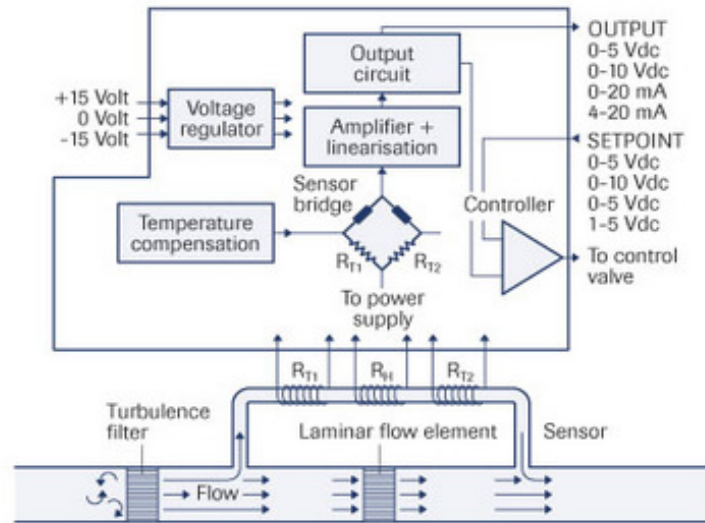 OUTPUT
0–5 Vdc
0–10 Vdc
0–20 mA
4–20 mA
Output
circuit
+15 Volt
0 Volt
-15 Volt
Voltage
regulator
Amplifier +
linearisation
SETPOINT
0–5 Vdc
0–10 Vdc
0–5 Vdc
1–5 Vdc
Sensor
bridge
Controller
Temperature
compensation
RT1
RT2
To control
valve
To power
supply
RT1
RH
RT2
Turbulence
filter
Laminar flow
element
Sensor
Flow